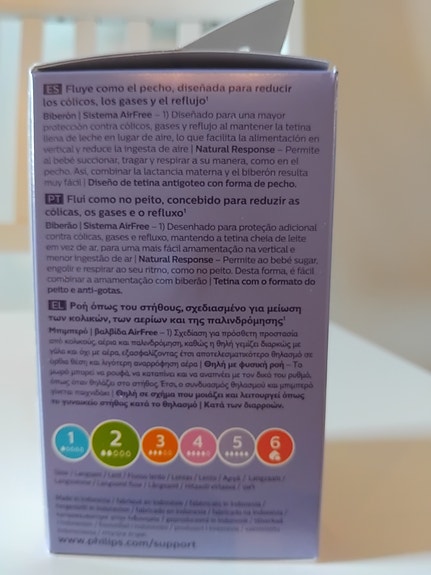 ES Fluye como el pecho, diseñada para reducir
los cólicos, los gases y el reflujo¹
Biberón | Sistema AirFree – 1) Diseñado para una mayor
protección contra cólicos, gases y reflujo al mantener la tetina
llena de leche en lugar de aire, lo que facilita la alimentación en
vertical y reduce la ingesta de aire | Natural Response – Permite
al bebé succionar, tragar y respirar a su manera, como en el
pecho. Así, combinar la lactancia materna y el biberón resulta
muy fácil | Diseño de tetina antigoteo con forma de pecho.
PT Flui como no peito, concebido para reduzir as
cólicas, os gases e o refluxo¹
Biberão | Sistema AirFree – 1) Desenhado para proteção adicional
contra cólicas, gases e refluxo, mantendo a tetina cheia de leite
em vez de ar, para uma mais fácil amamentação na vertical e
menor ingestão de ar | Natural Response – Permite ao bebé sugar,
engolir e respirar ao seu ritmo, como no peito. Desta forma, é fácil
combinar a amamentação com biberão | Tetina com o formato do
peito e anti-gotas.
EL Ροή όπως του στήθους, σχεδιασμένο για μείωση
των κολικών, των αερίων και της παλινδρόμησης¹
Μπιμπερό | βαλβίδα AirFree – 1) Σχεδίαση για πρόσθετη προστασία
από κολικούς, αέρια και παλινδρόμηση, καθώς η θηλή γεμίζει διαρκώς με
γάλα και όχι με αέρα, εξασφαλίζοντας έτσι αποτελεσματικότερο θηλασμό σε
όρθια θέση και λιγότερη αναρρόφηση αέρα | Θηλή με φυσική ροή – Το
μωρό μπορεί να ρουφά, να καταπίνει και να αναπνέει με τον δικό του ρυθμό,
όπως όταν θηλάζει στο στήθος. Έτσι, ο συνδυασμός θηλασμού και μπιμπερό
γίνεται παιχνιδάκι | Θηλή σε σχήμα που μοιάζει και λειτουργεί όπως
το γυναικείο στήθος κατά το θηλασμό | Κατά των διαρροών.
1 2 3 4 5 6
Made in Indonesia / Fabricado en Indonesia
www.philips.com/support